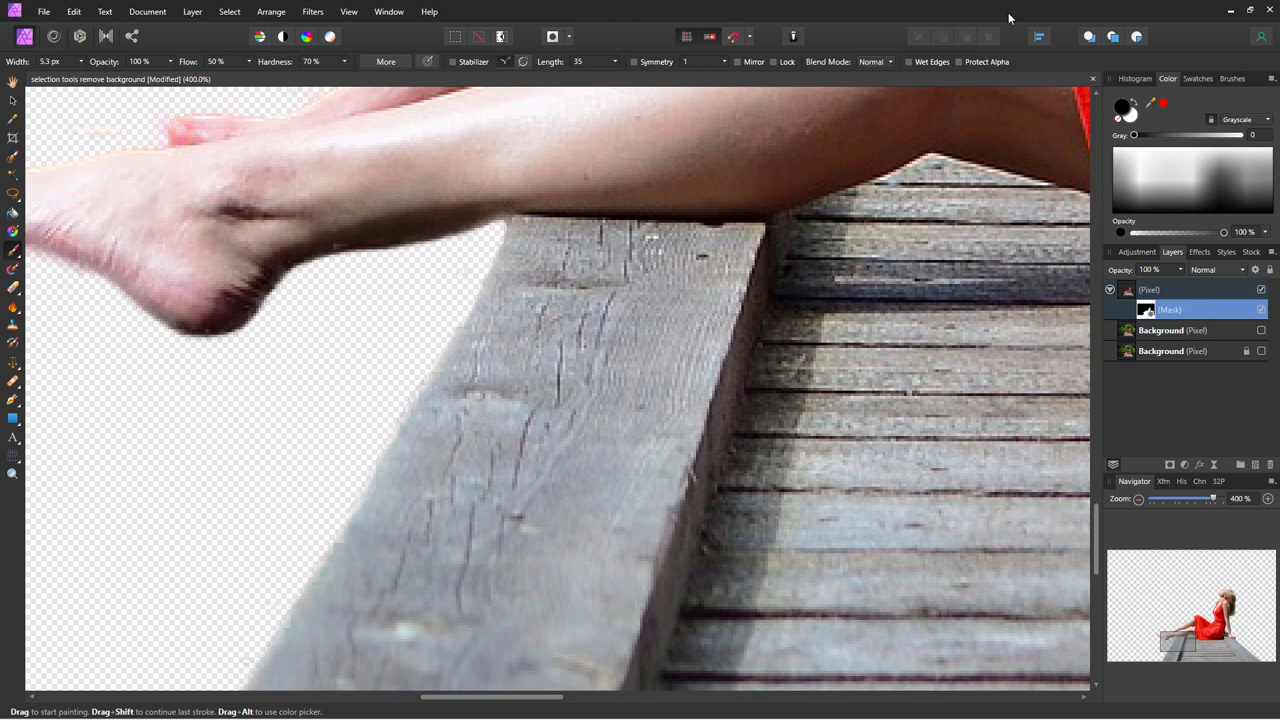 File Edit Text Document Layer Select Arrange Filters View Window Help
Width: 5.3 px Opacity: 100 % Flow: 50 % Hardness: 70 % More Stabilizer Length: 35 Symmetry 1 Mirror Lock Blend Mode: Normal Wet Edges Protect Alpha
selection tools remove background [Modified] (400.0%)
Histogram Color Swatches Brushes
Grayscale
Gray: 0
Opacity
100 %
Adjustment Layers Effects Styles Stock
Opacity: 100 % Normal
(Pixel)
(Mask)
Background (Pixel)
Background (Pixel)
Navigator Xfm His Chn 32P
Zoom: 400 %
Drag to start painting. Drag+Shift to continue last stroke. Drag+Alt to use color picker.